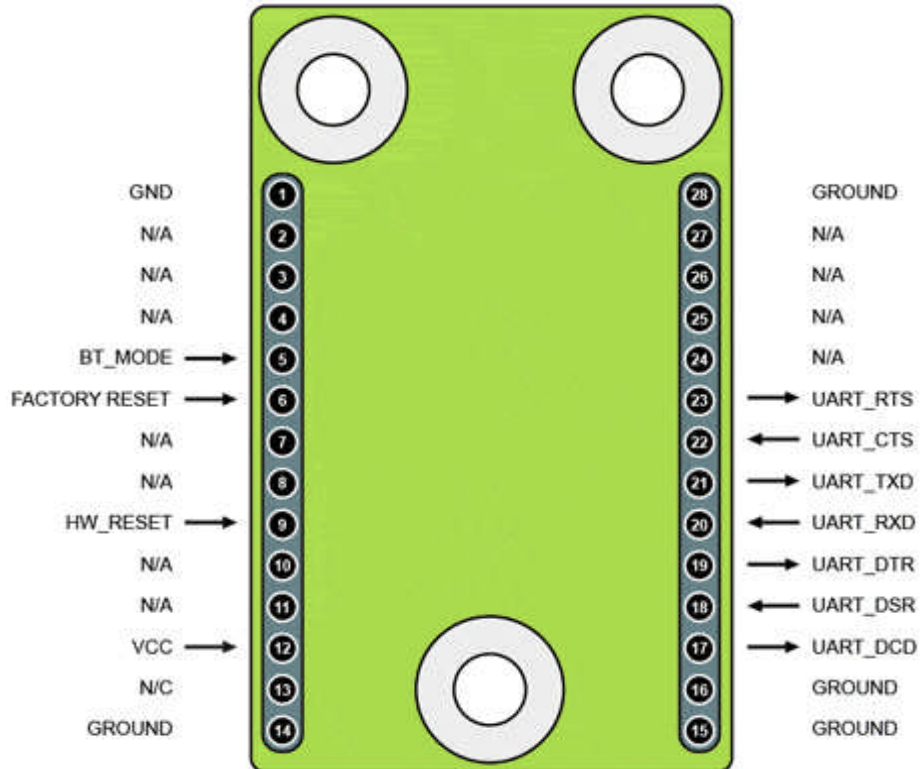 GND 1 28 GROUND
N/A 2 27 N/A
N/A 3 26 N/A
N/A 4 25 N/A
BT_MODE 5 24 N/A
FACTORY RESET 6 23 UART_RTS
N/A 7 22 UART_CTS
N/A 8 21 UART_TXD
HW_RESET 9 20 UART_RXD
N/A 10 19 UART_DTR
N/A 11 18 UART_DSR
VCC 12 17 UART_DCD
N/C 13 16 GROUND
GROUND 14 15 GROUND